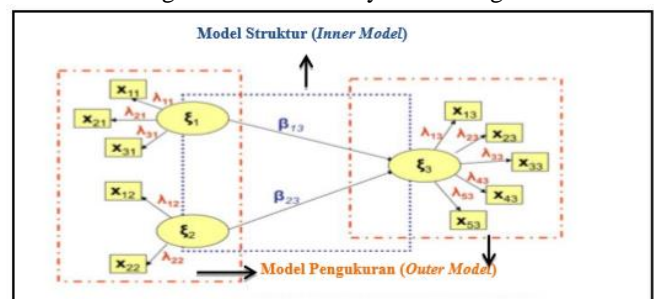 Model Struktur (Inner Model)
x11
λ11
x21
λ21
ξ1
λ31
x31
β13
x12
λ12
β23
ξ2
λ22
x22
x13
λ13
λ23
x23
ξ3
λ33
x33
λ43
x43
λ53
x53
Model Pengukuran (Outer Model)